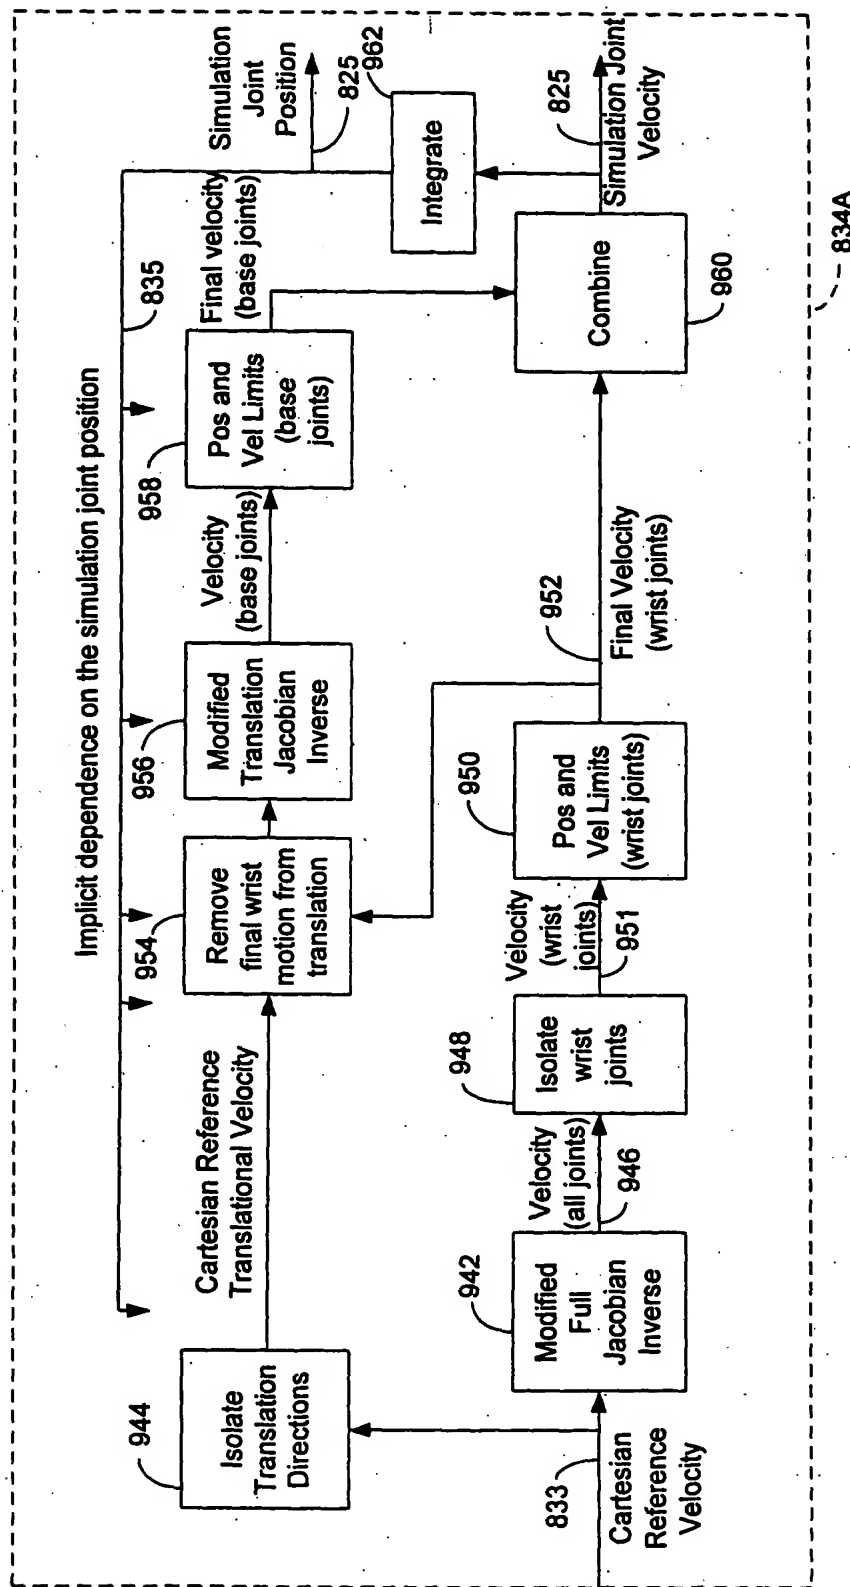 Implicit dependence on the simulation joint position
835
944
Isolate
Translation
Directions
Cartesian Reference
Translational Velocity
954
Remove
final wrist
motion from
translation
956
Modified
Translation
Jacobian
Inverse
Velocity
(base joints)
958
Pos and
Vel Limits
(base
joints)
Final velocity
(base joints)
Simulation
Joint
Position
825
962
Integrate
833
Cartesian
Reference
Velocity
942
Modified
Full
Jacobian
Inverse
Velocity
(all joints)
946
948
Isolate
wrist
joints
Velocity
(wrist
joints)
951
950
Pos and
Vel Limits
(wrist joints)
952
Final Velocity
(wrist joints)
Combine
960
825
Simulation Joint
Velocity
834A